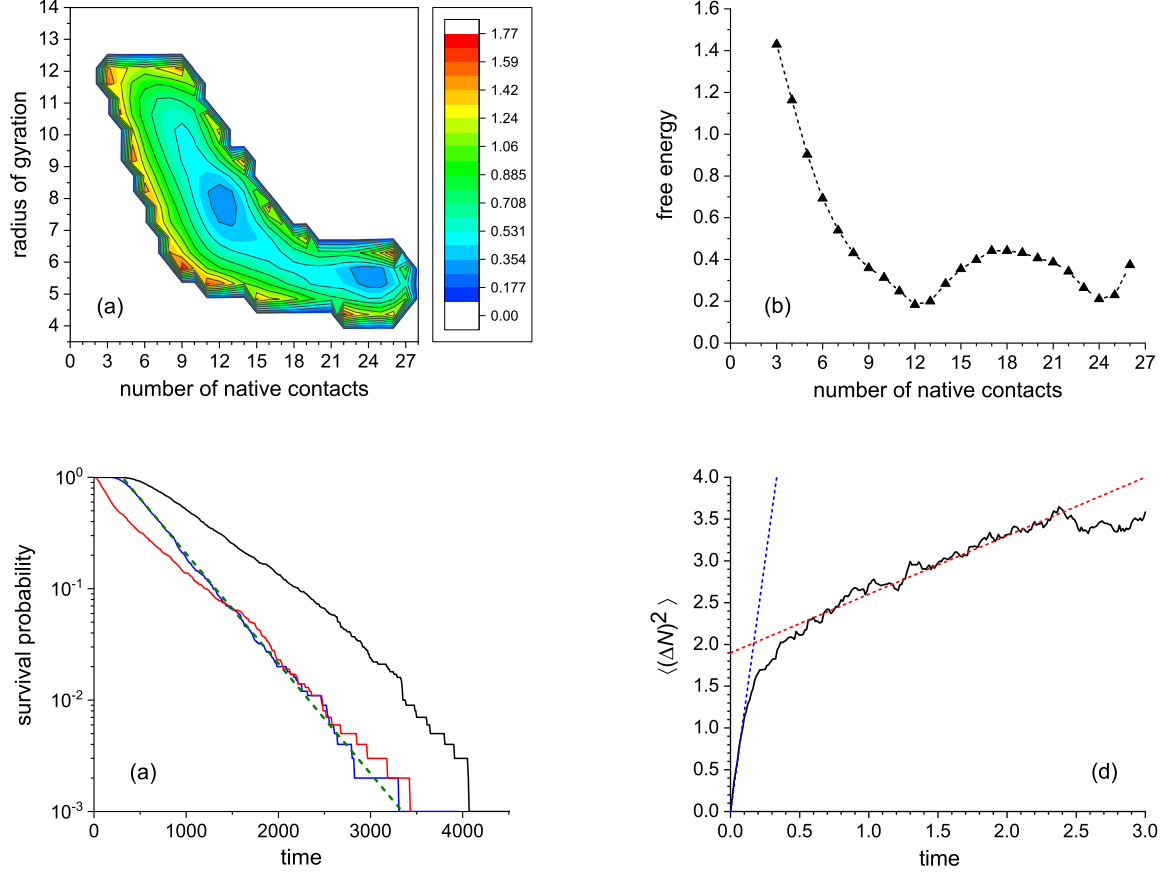 14
13
12
11
10
9
8
7
6
5
4
radius of gyration
0 3 6 9 12 15 18 21 24 27
number of native contacts
(a)
1.77
1.59
1.42
1.24
1.06
0.885
0.708
0.531
0.354
0.177
0.00
1.6
1.4
1.2
1.0
0.8
0.6
0.4
0.2
0.0
free energy
0 3 6 9 12 15 18 21 24 27
number of native contacts
(b)
10^0
10^-1
10^-2
10^-3
survival probability
0 1000 2000 3000 4000
time
(a)
4.0
3.5
3.0
2.5
2.0
1.5
1.0
0.5
0.0
⟨(ΔN)^2⟩
0.0 0.5 1.0 1.5 2.0 2.5 3.0
time
(d)